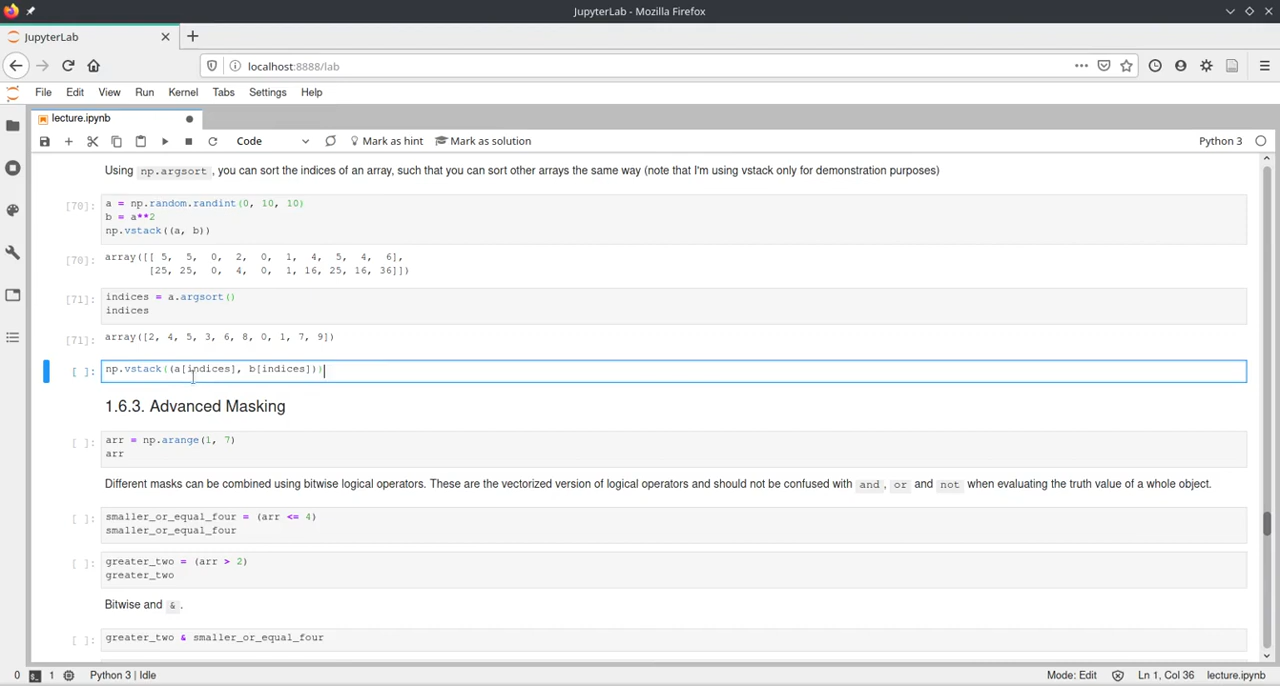 JupyterLab - Mozilla Firefox
JupyterLab
localhost:8888/lab
File Edit View Run Kernel Tabs Settings Help
lecture.ipynb
Code Mark as hint Mark as solution Python 3
Using np.argsort, you can sort the indices of an array, such that you can sort other arrays the same way (note that I'm using vstack only for demonstration purposes)
[70]: a = np.random.randint(0, 10, 10)
b = a**2
np.vstack((a, b))
[70]: array([[ 5, 5, 0, 2, 0, 1, 4, 5, 4, 6],
[25, 25, 0, 4, 0, 1, 16, 25, 16, 36]])
[71]: indices = a.argsort()
indices
[71]: array([2, 4, 5, 3, 6, 8, 0, 1, 7, 9])
[ ]: np.vstack((a[indices], b[indices]))
1.6.3. Advanced Masking
[ ]: arr = np.arange(1, 7)
arr
Different masks can be combined using bitwise logical operators. These are the vectorized version of logical operators and should not be confused with and, or and not when evaluating the truth value of a whole object.
[ ]: smaller_or_equal_four = (arr <= 4)
smaller_or_equal_four
[ ]: greater_two = (arr > 2)
greater_two
Bitwise and &.
[ ]: greater_two & smaller_or_equal_four
0 1 Python 3 | Idle Mode: Edit Ln 1, Col 36 lecture.ipynb